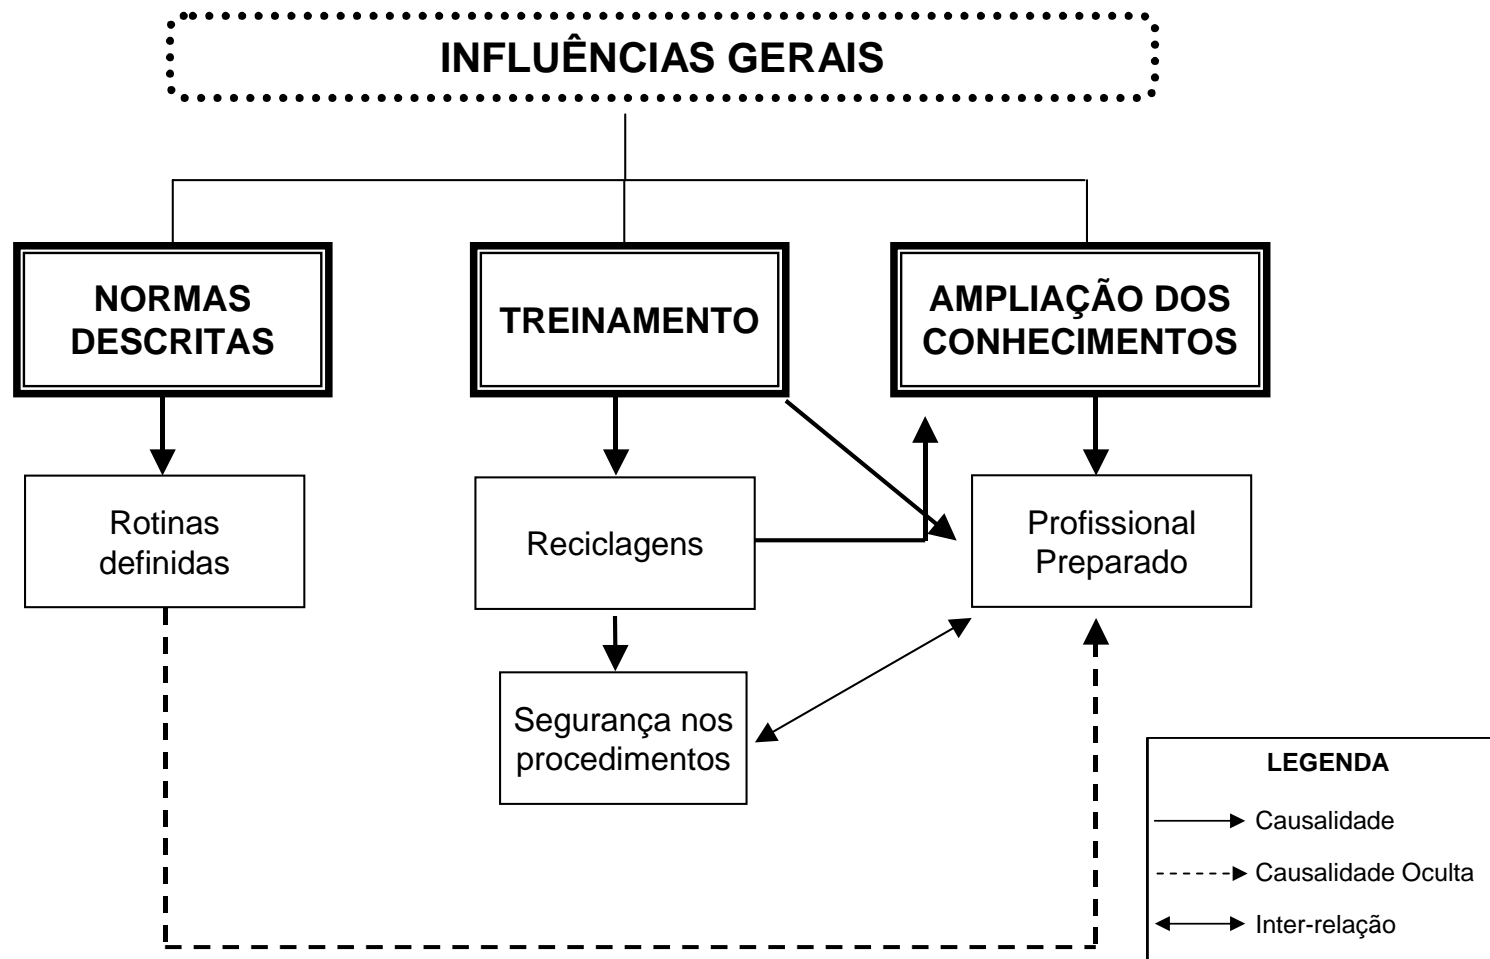 INFLUÊNCIAS GERAIS
NORMAS
DESCRITAS
TREINAMENTO
AMPLIAÇÃO DOS
CONHECIMENTOS
Rotinas
definidas
Reciclagens
Profissional
Preparado
Segurança nos
procedimentos
LEGENDA
Causalidade
Causalidade Oculta
Inter-relação